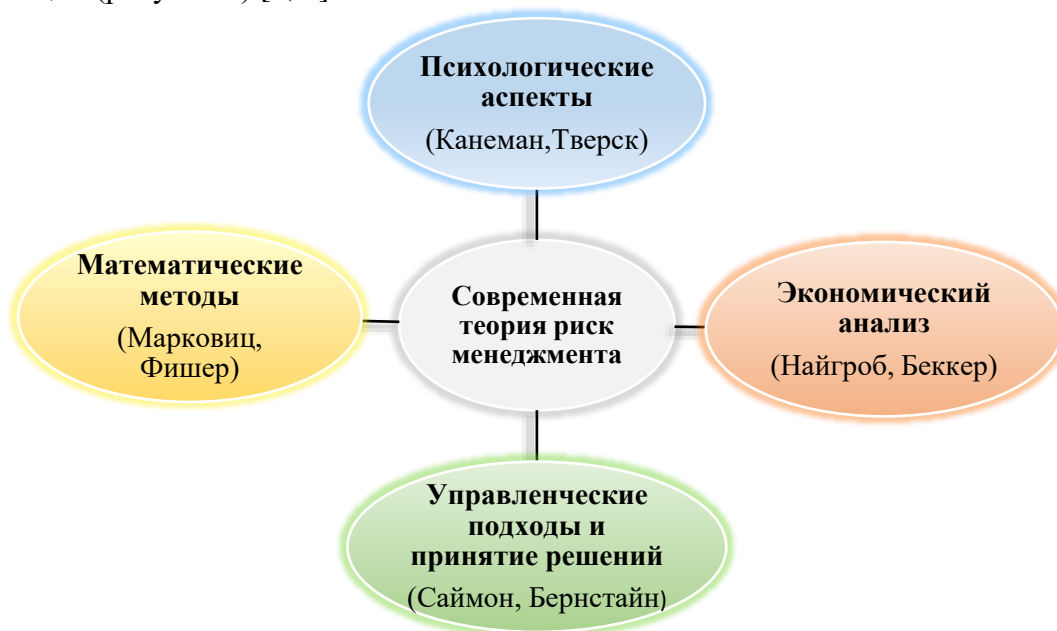 Психологические
аспекты
(Канеман,Тверск)
Математические
методы
(Марковиц,
Фишер)
Современная
теория риск
менеджмента
Экономический
анализ
(Найгроб, Беккер)
Управленческие
подходы и
принятие решений
(Саймон, Бернстайн)